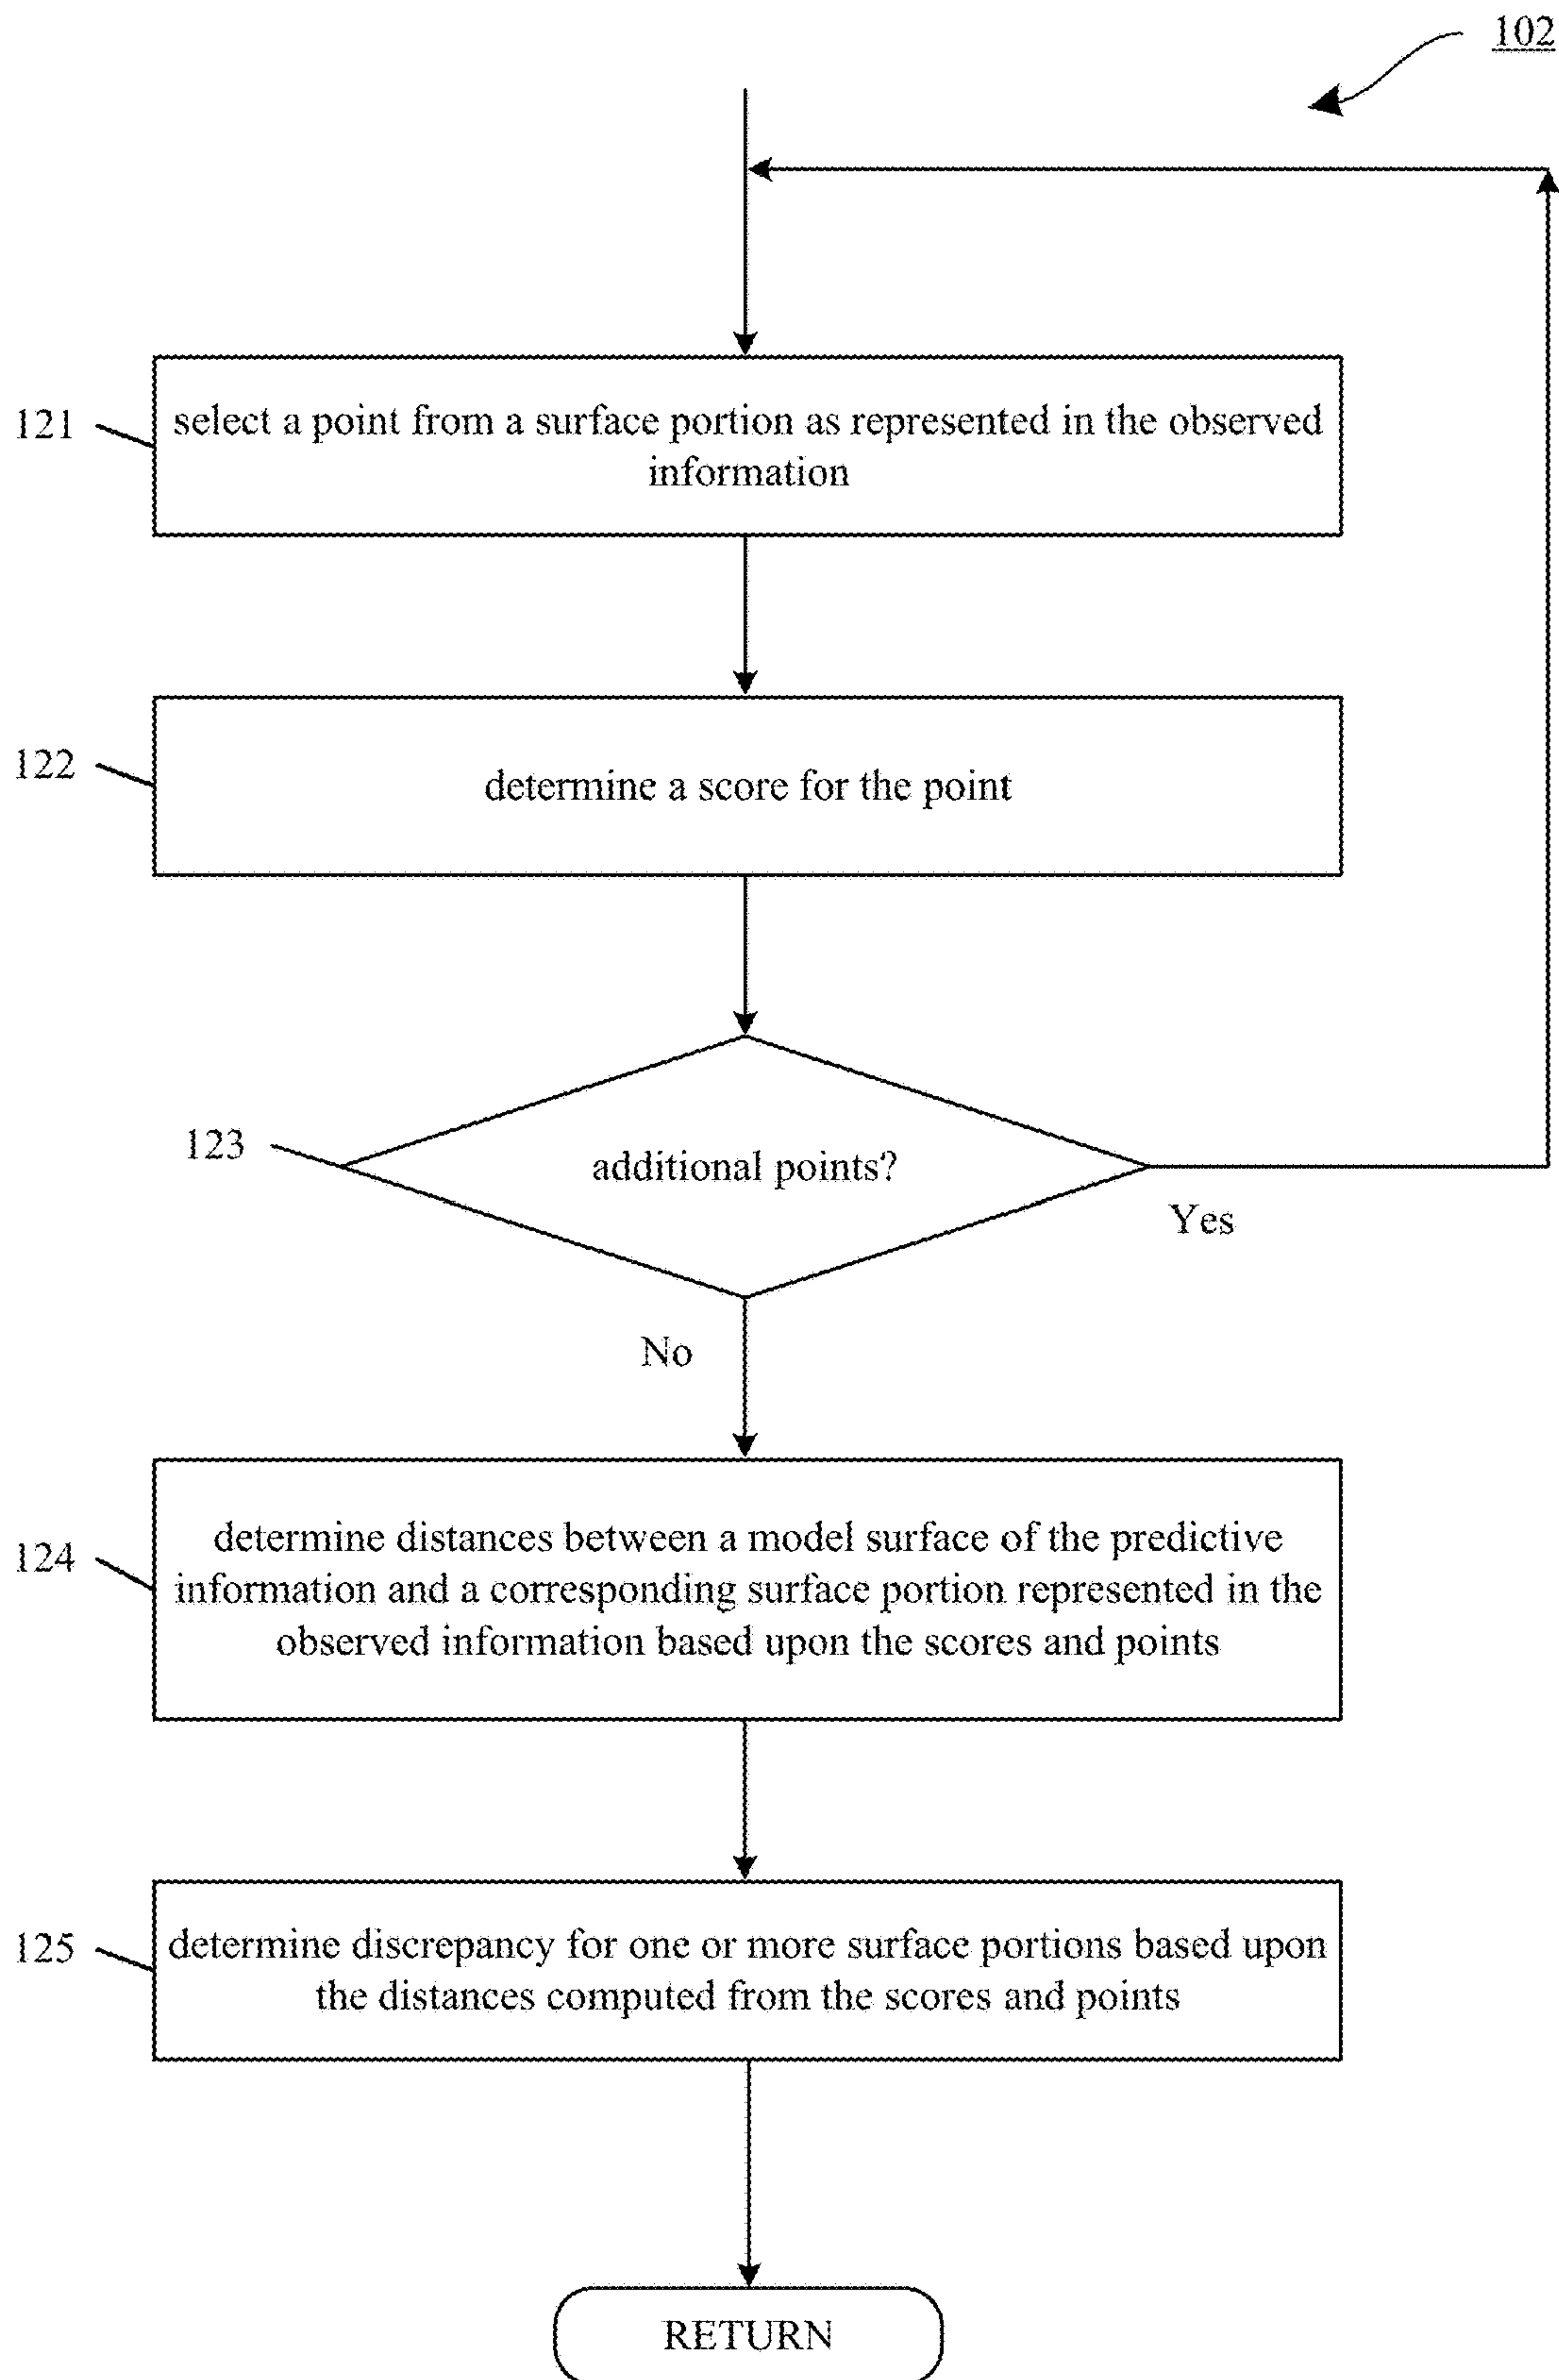 102
121
select a point from a surface portion as represented in the observed
information
122
determine a score for the point
123
additional points?
Yes
No
124
determine distances between a model surface of the predictive
information and a corresponding surface portion represented in the
observed information based upon the scores and points
125
determine discrepancy for one or more surface portions based upon
the distances computed from the scores and points
RETURN